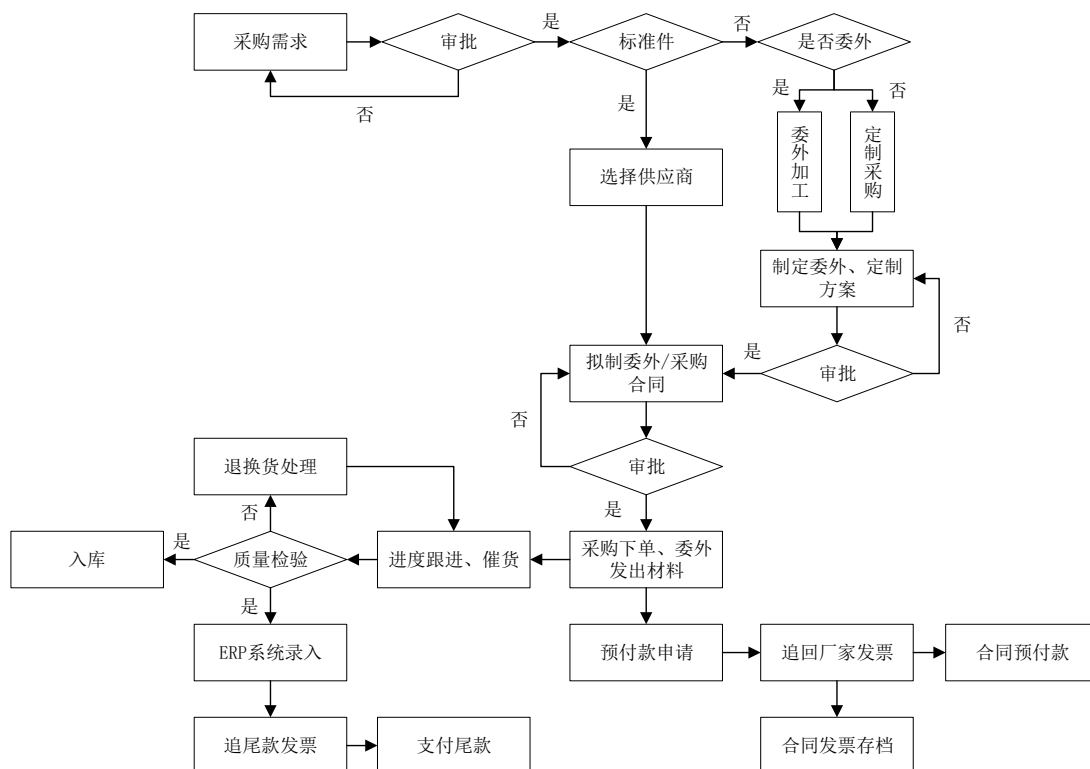 采购需求
审批
是
标准件
否
是否委外
否
是
是
否
委外加工
定制采购
选择供应商
制定委外、定制
方案
否
拟制委外/采购
合同
是
审批
否
审批
退换货处理
否
是
入库
是
质量检验
进度跟进、催货
采购下单、委外
发出材料
是
ERP系统录入
预付款申请
追回厂家发票
合同预付款
追尾款发票
支付尾款
合同发票存档